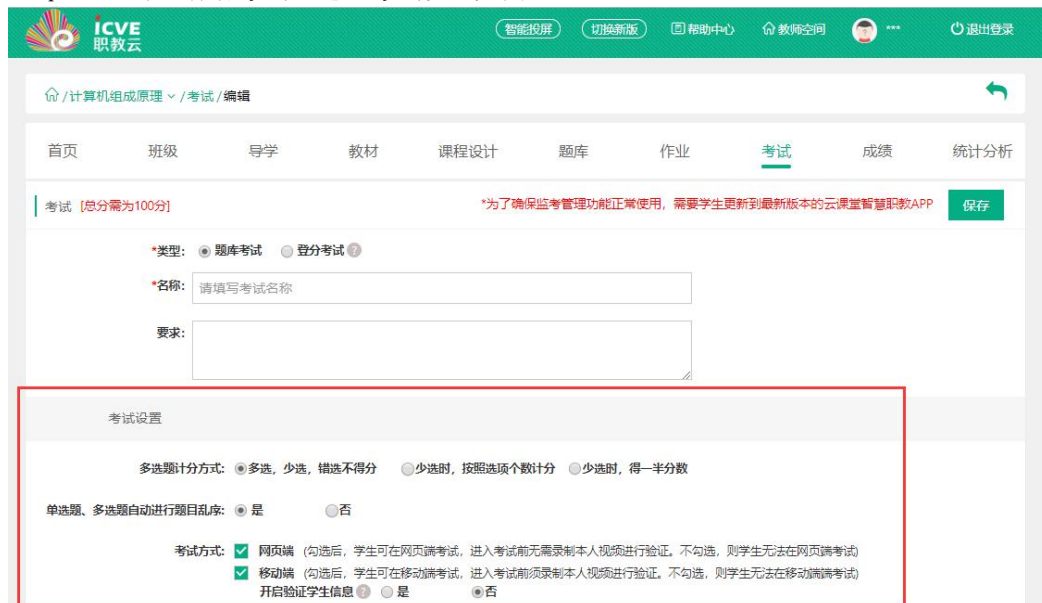 iCVE
职教云
智能投屏 切换新版 帮助中心 教师空间 *** 退出登录
/计算机组成原理 /考试/编辑
首页 班级 导学 教材 课程设计 题库 作业 考试 成绩 统计分析
考试 [总分需为100分] *为了确保监考管理功能正常使用，需要学生更新到最新版本的云课堂智慧职教APP 保存
*类型: 题库考试 登分考试 ?
*名称: 请填写考试名称
要求:
考试设置
多选题计分方式: 多选，少选，错选不得分 少选时，按照选项个数计分 少选时，得一半分数
单选题、多选题自动进行题目乱序: 是 否
考试方式: 网页端 (勾选后，学生可在网页端考试，进入考试前无需录制本人视频进行验证。不勾选，则学生无法在网页端考试)
移动端 (勾选后，学生可在移动端考试，进入考试前须录制本人视频进行验证。不勾选，则学生无法在移动端端考试)
开启验证学生信息 ? 是 否